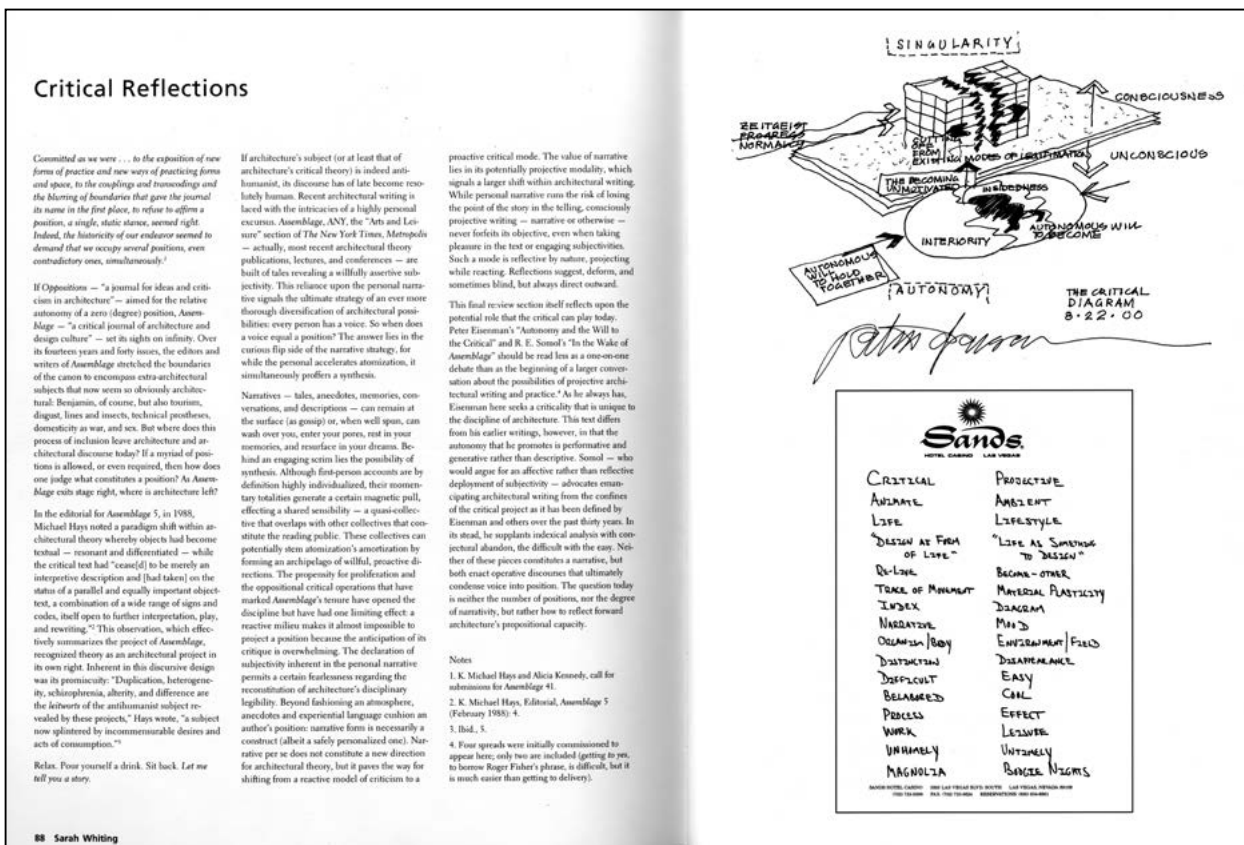 Critical Reflections
Committed as we were . . . to the exposition of new
forms of practice and new ways of practicing forms
and space, to the couplings and transcodings and
the blurring of boundaries that gave the journal
its name in the first place, to refuse to affirm a
position, a single, static stance, seemed right.
Indeed, the historicity of our endeavor seemed to
demand that we occupy several positions, even
contradictory ones, simultaneously.¹
If Oppositions — "a journal for ideas and criti-
cism in architecture"— aimed for the relative
autonomy of a zero (degree) position, Assem-
blage — "a critical journal of architecture and
design culture" — set its sights on infinity. Over
its fourteen years and forty issues, the editors and
writers of Assemblage stretched the boundaries
of the canon to encompass extra-architectural
subjects that now seem so obviously architec-
tural: Benjamin, of course, but also tourism,
disgust, lines and insects, technical prostheses,
domesticity as war, and sex. But where does this
process of inclusion leave architecture and ar-
chitectural discourse today? If a myriad of posi-
tions is allowed, or even required, then how does
one judge what constitutes a position? As Assem-
blage exits stage right, where is architecture left?
In the editorial for Assemblage 5, in 1988,
Michael Hays noted a paradigm shift within ar-
chitectural theory whereby objects had become
textual — resonant and differentiated — while
the critical text had "cease[d] to be merely an
interpretive description and [had taken] on the
status of a parallel and equally important object-
text, a combination of a wide range of signs and
codes, itself open to further interpretation, play,
and rewriting."² This observation, which effec-
tively summarizes the project of Assemblage,
recognized theory as an architectural project in
its own right. Inherent in this discursive design
was its promiscuity: "Duplication, heterogene-
ity, schizophrenia, alterity, and difference are
the leitworts of the antihumanist subject re-
vealed by these projects," Hays wrote, "a subject
now splintered by incommensurable desires and
acts of consumption."³
Relax. Pour yourself a drink. Sit back. Let me
tell you a story.
If architecture's subject (or at least that of
architecture's critical theory) is indeed anti-
humanist, its discourse has of late become reso-
lutely human. Recent architectural writing is
laced with the intricacies of a highly personal
excursus. Assemblage, ANY, the "Arts and Lei-
sure" section of The New York Times, Metropolis
— actually, most recent architectural theory
publications, lectures, and conferences — are
built of tales revealing a willfully assertive sub-
jectivity. This reliance upon the personal narra-
tive signals the ultimate strategy of an ever more
thorough diversification of architectural possi-
bilities: every person has a voice. So when does
a voice equal a position? The answer lies in the
curious flip side of the narrative strategy, for
while the personal accelerates atomization, it
simultaneously proffers a synthesis.
Narratives — tales, anecdotes, memories, con-
versations, and descriptions — can remain at
the surface (as gossip) or, when well spun, can
wash over you, enter your pores, rest in your
memories, and resurface in your dreams. Be-
hind an engaging scrim lies the possibility of
synthesis. Although first-person accounts are by
definition highly individualized, their momen-
tary totalities generate a certain magnetic pull,
effecting a shared sensibility — a quasi-collec-
tive that overlaps with other collectives that con-
stitute the reading public. These collectives can
potentially stem atomization's amortization by
forming an archipelago of willful, proactive di-
rections. The propensity for proliferation and
the oppositional critical operations that have
marked Assemblage's tenure have opened the
discipline but have had one limiting effect: a
reactive milieu makes it almost impossible to
project a position because the anticipation of its
critique is overwhelming. The declaration of
subjectivity inherent in the personal narrative
permits a certain fearlessness regarding the
reconstitution of architecture's disciplinary
legibility. Beyond fashioning an atmosphere,
anecdotes and experiential language cushion an
author's position: narrative form is necessarily a
construct (albeit a safely personalized one). Nar-
rative per se does not constitute a new direction
for architectural theory, but it paves the way for
shifting from a reactive model of criticism to a
proactive critical mode. The value of narrative
lies in its potentially projective modality, which
signals a larger shift within architectural writing.
While personal narrative runs the risk of losing
the point of the story in the telling, consciously
projective writing — narrative or otherwise —
never forfeits its objective, even when taking
pleasure in the text or engaging subjectivities.
Such a mode is reflective by nature, projecting
while reacting. Reflections suggest, deform, and
sometimes blind, but always direct outward.
This final re:view section itself reflects upon the
potential role that the critical can play today.
Peter Eisenman's "Autonomy and the Will to
the Critical" and R. E. Somol's "In the Wake of
Assemblage" should be read less as a one-on-one
debate than as the beginning of a larger conver-
sation about the possibilities of projective archi-
tectural writing and practice.⁴ As he always has,
Eisenman here seeks a criticality that is unique to
the discipline of architecture. This text differs
from his earlier writings, however, in that the
autonomy that he promotes is performative and
generative rather than descriptive. Somol — who
would argue for an affective rather than reflective
deployment of subjectivity — advocates eman-
cipating architectural writing from the confines
of the critical project as it has been defined by
Eisenman and others over the past thirty years. In
its stead, he supplants indexical analysis with con-
jectural abandon, the difficult with the easy. Nei-
ther of these pieces constitutes a narrative, but
both enact operative discourses that ultimately
condense voice into position. The question today
is neither the number of positions, nor the degree
of narrativity, but rather how to reflect forward
architecture's propositional capacity.
Notes
1. K. Michael Hays and Alicia Kennedy, call for
submissions for Assemblage 41.
2. K. Michael Hays, Editorial, Assemblage 5
(February 1988): 4.
3. Ibid., 5.
4. Four spreads were initially commissioned to
appear here; only two are included (getting to yes,
to borrow Roger Fisher's phrase, is difficult, but it
is much easier than getting to delivery).
88 Sarah Whiting
SINGULARITY
CONSCIOUSNESS
ZEITGEIST
PROGRESS
NORMALCY
CUTTING
OFF
FROM
EXISTING MODES OF LEGITIMATION
UNCONSCIOUS
THE BECOMING
UNMOTIVATED
INSIDEDNESS
AUTONOMOUS WILL
TO BECOME
INTERIORITY
AUTONOMOUS
WILL
TO HOLD
TOGETHER
AUTONOMY
THE CRITICAL
DIAGRAM
8·22·00
Sands
HOTEL CASINO LAS VEGAS
CRITICAL PROJECTIVE
ANIMATE AMBIENT
LIFE LIFESTYLE
"DESIGN AS FORM "LIFE AS SOMETHING
OF LIFE" TO DESIGN"
RE-LIVE BECOME-OTHER
TRACE OF MOVEMENT MATERIAL PLASTICITY
INDEX DIAGRAM
NARRATIVE MOOD
ORGANISM/BODY ENVIRONMENT/FIELD
DISTINCTION DISAPPEARANCE
DIFFICULT EASY
BELABORED COOL
PROCESS EFFECT
WORK LEISURE
UNHOMELY UNTIMELY
MAGNOLIA BOOGIE NIGHTS
SANDS HOTEL CASINO LAS VEGAS BLVD. SOUTH LAS VEGAS, NEVADA